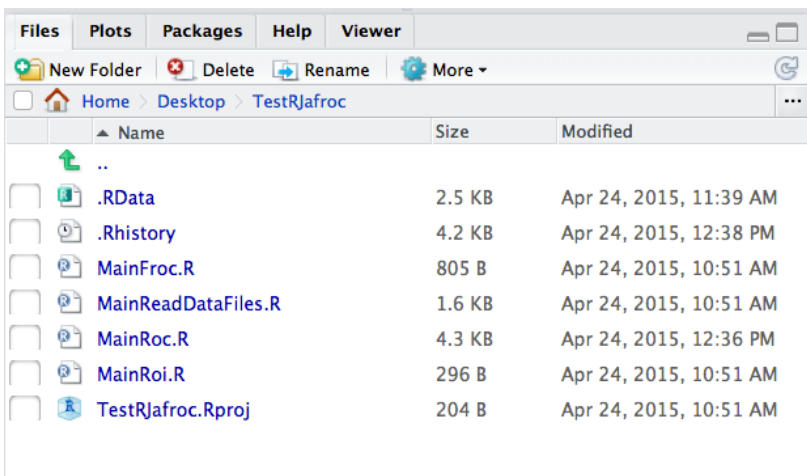 Files Plots Packages Help Viewer
New Folder Delete Rename More
Home Desktop TestRJafroc ...
Name Size Modified
..
.RData 2.5 KB Apr 24, 2015, 11:39 AM
.Rhistory 4.2 KB Apr 24, 2015, 12:38 PM
MainFroc.R 805 B Apr 24, 2015, 10:51 AM
MainReadDataFiles.R 1.6 KB Apr 24, 2015, 10:51 AM
MainRoc.R 4.3 KB Apr 24, 2015, 12:36 PM
MainRoi.R 296 B Apr 24, 2015, 10:51 AM
TestRJafroc.Rproj 204 B Apr 24, 2015, 10:51 AM